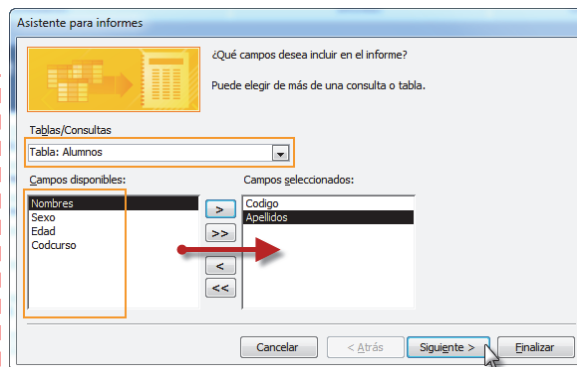 Asistente para informes
¿Qué campos desea incluir en el informe?
Puede elegir de más de una consulta o tabla.
Tablas/Consultas
Tabla: Alumnos
Campos disponibles:
Campos seleccionados:
Nombres
Sexo
Edad
Codcurso
>
>>
<
<<
Codigo
Apellidos
Cancelar
< Atrás
Siguiente >
Finalizar